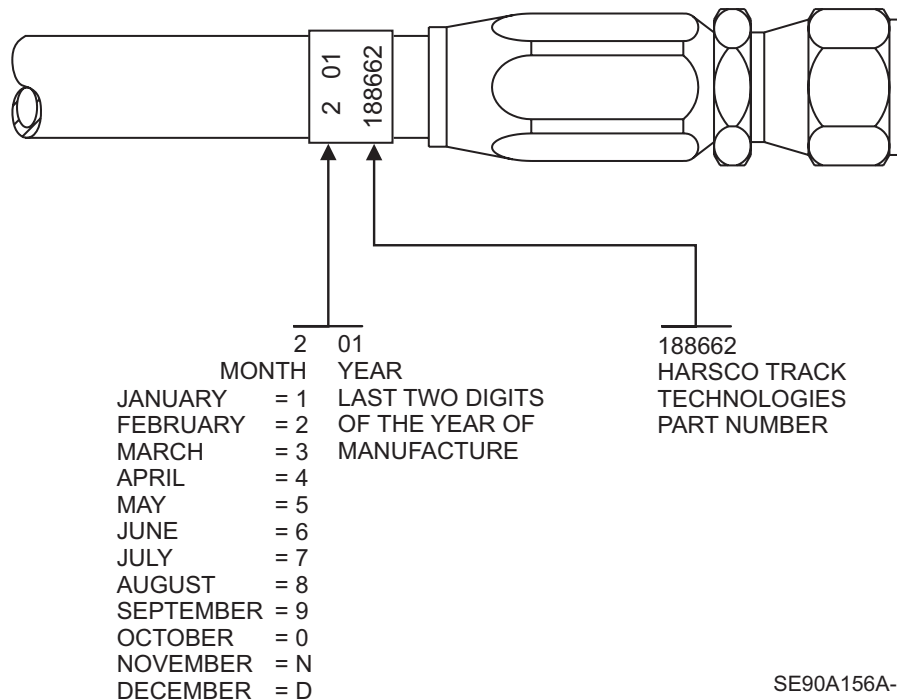 2 01
188662
2 01
MONTH YEAR
JANUARY = 1 LAST TWO DIGITS
FEBRUARY = 2 OF THE YEAR OF
MARCH = 3 MANUFACTURE
APRIL = 4
MAY = 5
JUNE = 6
JULY = 7
AUGUST = 8
SEPTEMBER = 9
OCTOBER = 0
NOVEMBER = N
DECEMBER = D
188662
HARSCO TRACK
TECHNOLOGIES
PART NUMBER
SE90A156A-